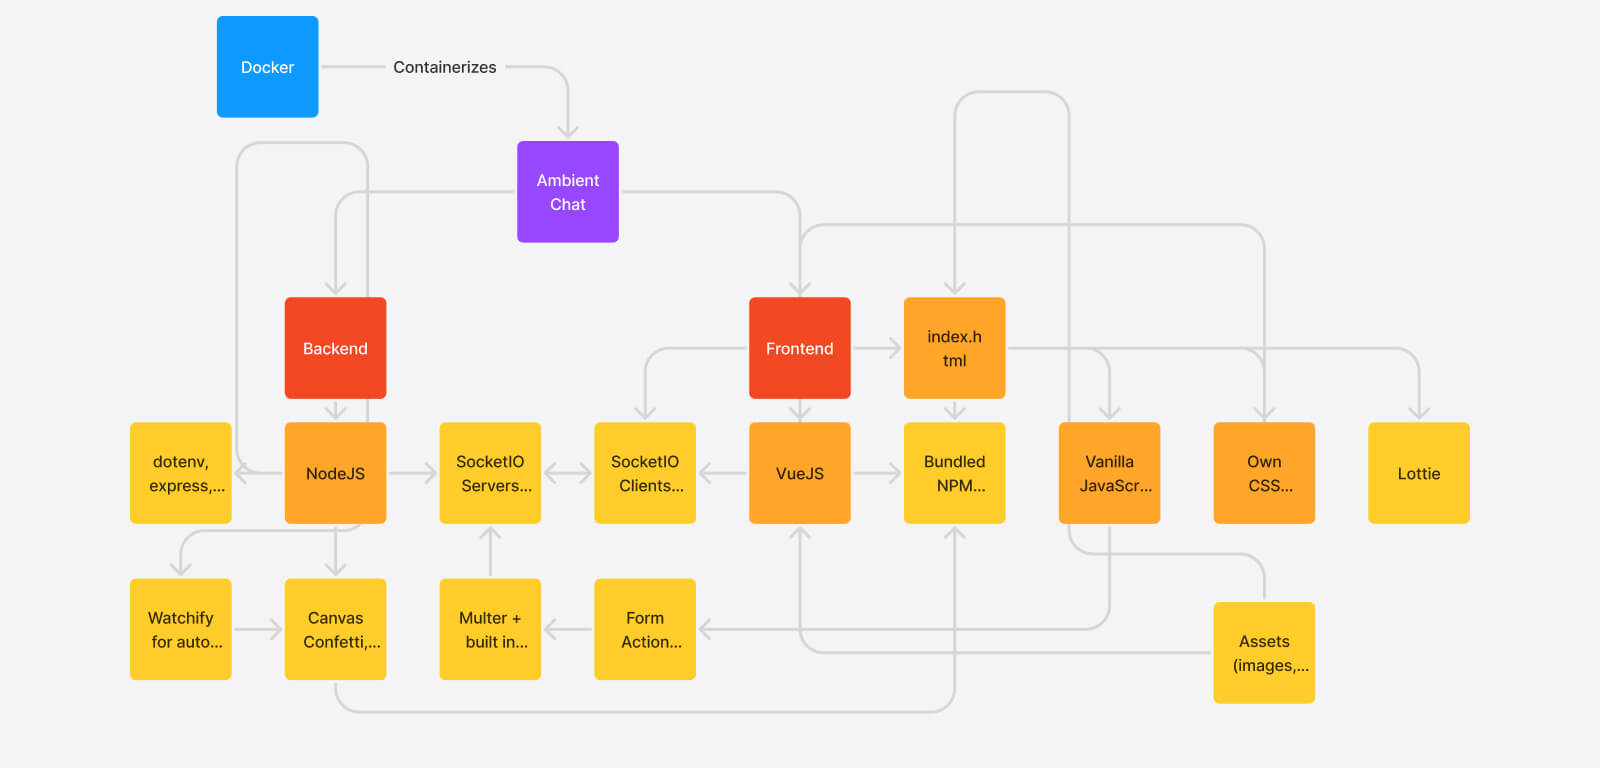 Docker
Containerizes
Ambient
Chat
Backend
Frontend
index.h
tml
dotenv,
express,...
NodeJS
SocketIO
Servers...
SocketIO
Clients...
VueJS
Bundled
NPM...
Vanilla
JavaScr...
Own
CSS...
Lottie
Watchify
for auto...
Canvas
Confetti,...
Multer +
built in...
Form
Action...
Assets
(images,...